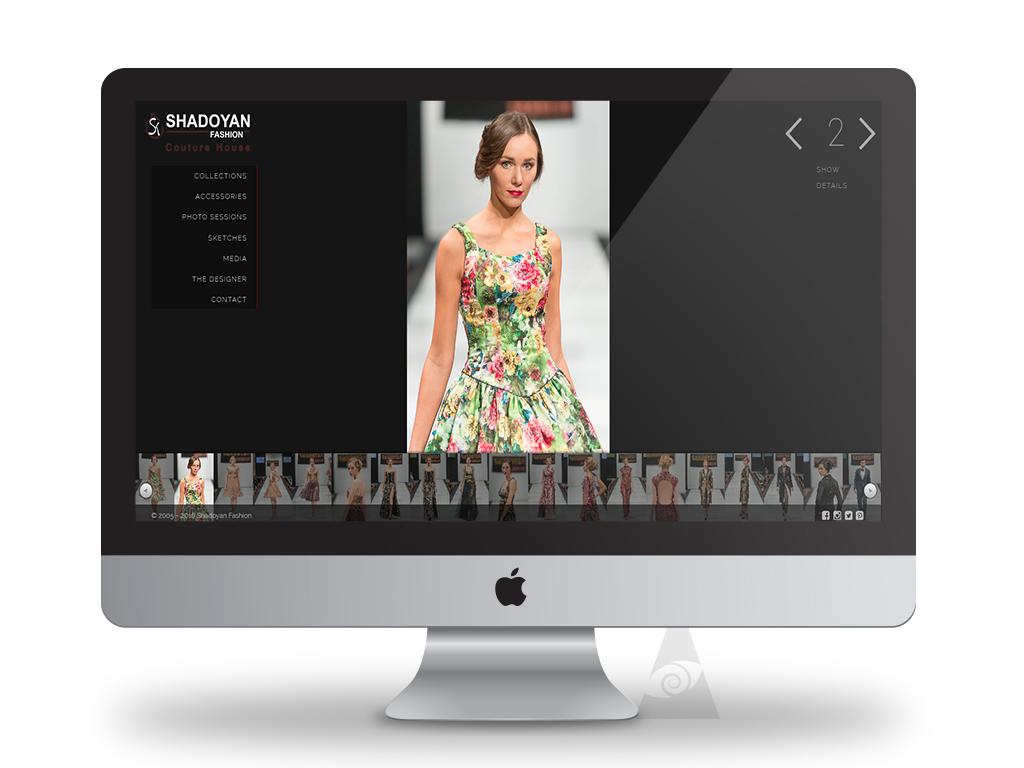 SHADOYAN
FASHION
Couture House
COLLECTIONS
ACCESSORIES
PHOTO SESSIONS
SKETCHES
MEDIA
THE DESIGNER
CONTACT
2
SHOW
DETAILS
© 2005 - 2016 Shadoyan Fashion